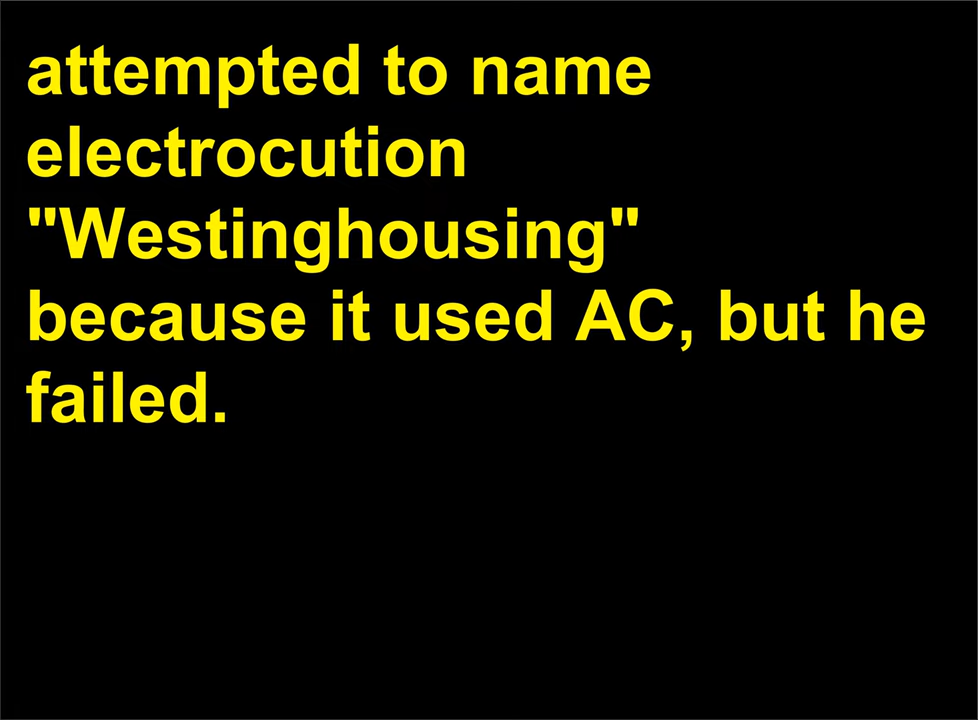 attempted to name
electrocution
"Westinghousing"
because it used AC, but he
failed.